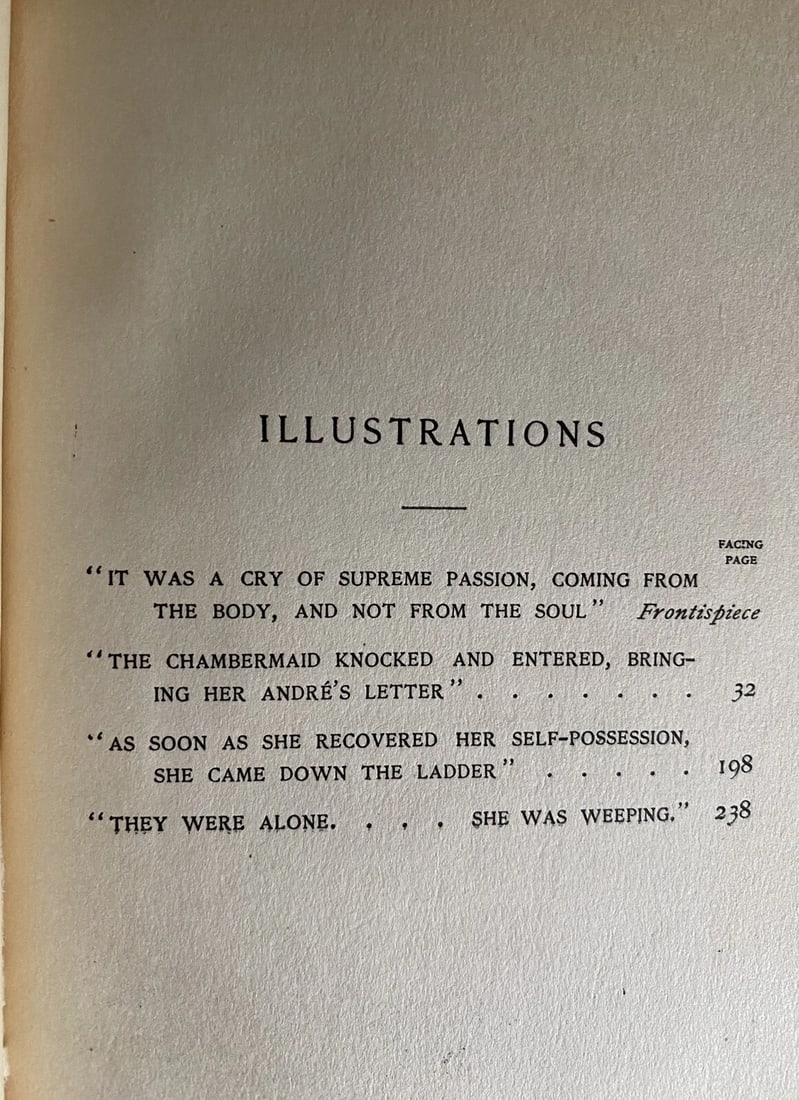 ILLUSTRATIONS
FACING
PAGE
“IT WAS A CRY OF SUPREME PASSION, COMING FROM
THE BODY, AND NOT FROM THE SOUL” Frontispiece
“THE CHAMBERMAID KNOCKED AND ENTERED, BRING-
ING HER ANDRÉ’S LETTER” . . . . . . . 32
“AS SOON AS SHE RECOVERED HER SELF-POSSESSION,
SHE CAME DOWN THE LADDER” . . . . . 198
“THEY WERE ALONE. . . . SHE WAS WEEPING.” 238